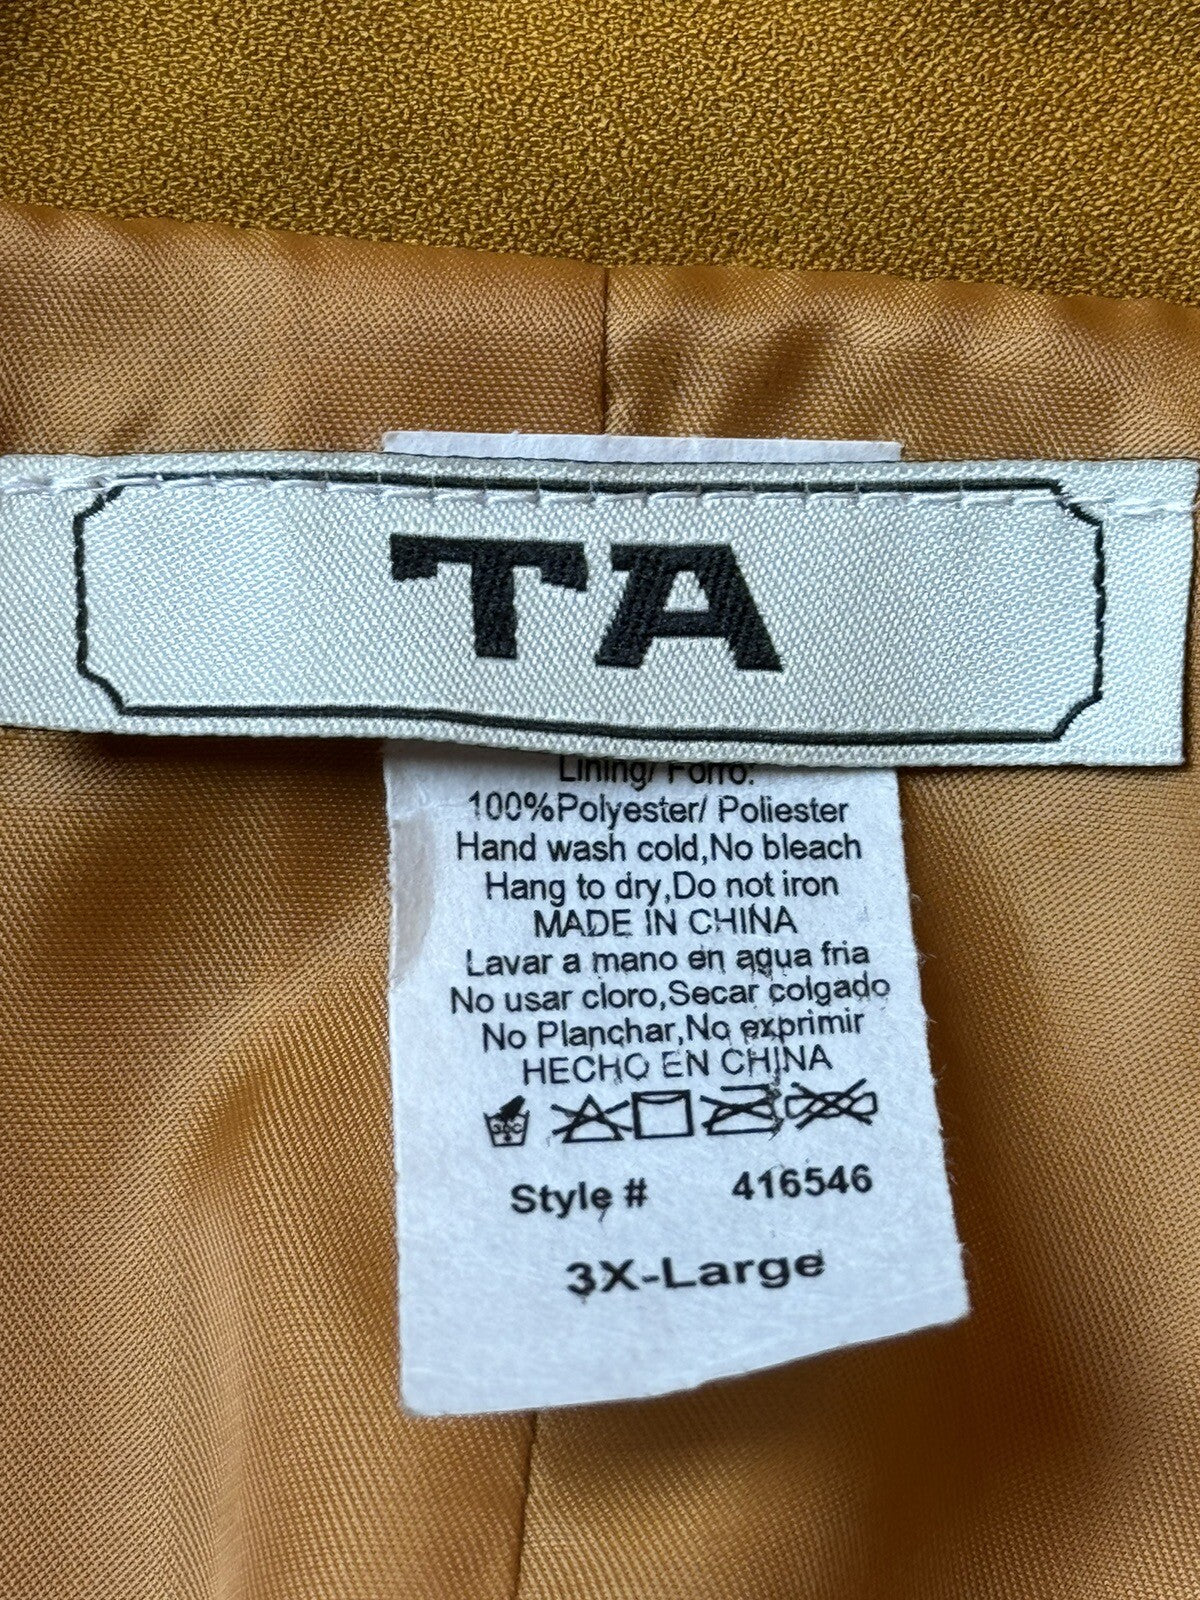 TA
Lining/ Forro:
100%Polyester/ Poliester
Hand wash cold,No bleach
Hang to dry,Do not iron
MADE IN CHINA
Lavar a mano en agua fria
No usar cloro,Secar colgado
No Planchar,No exprimir
HECHO EN CHINA
30C
Style # 416546
3X-Large